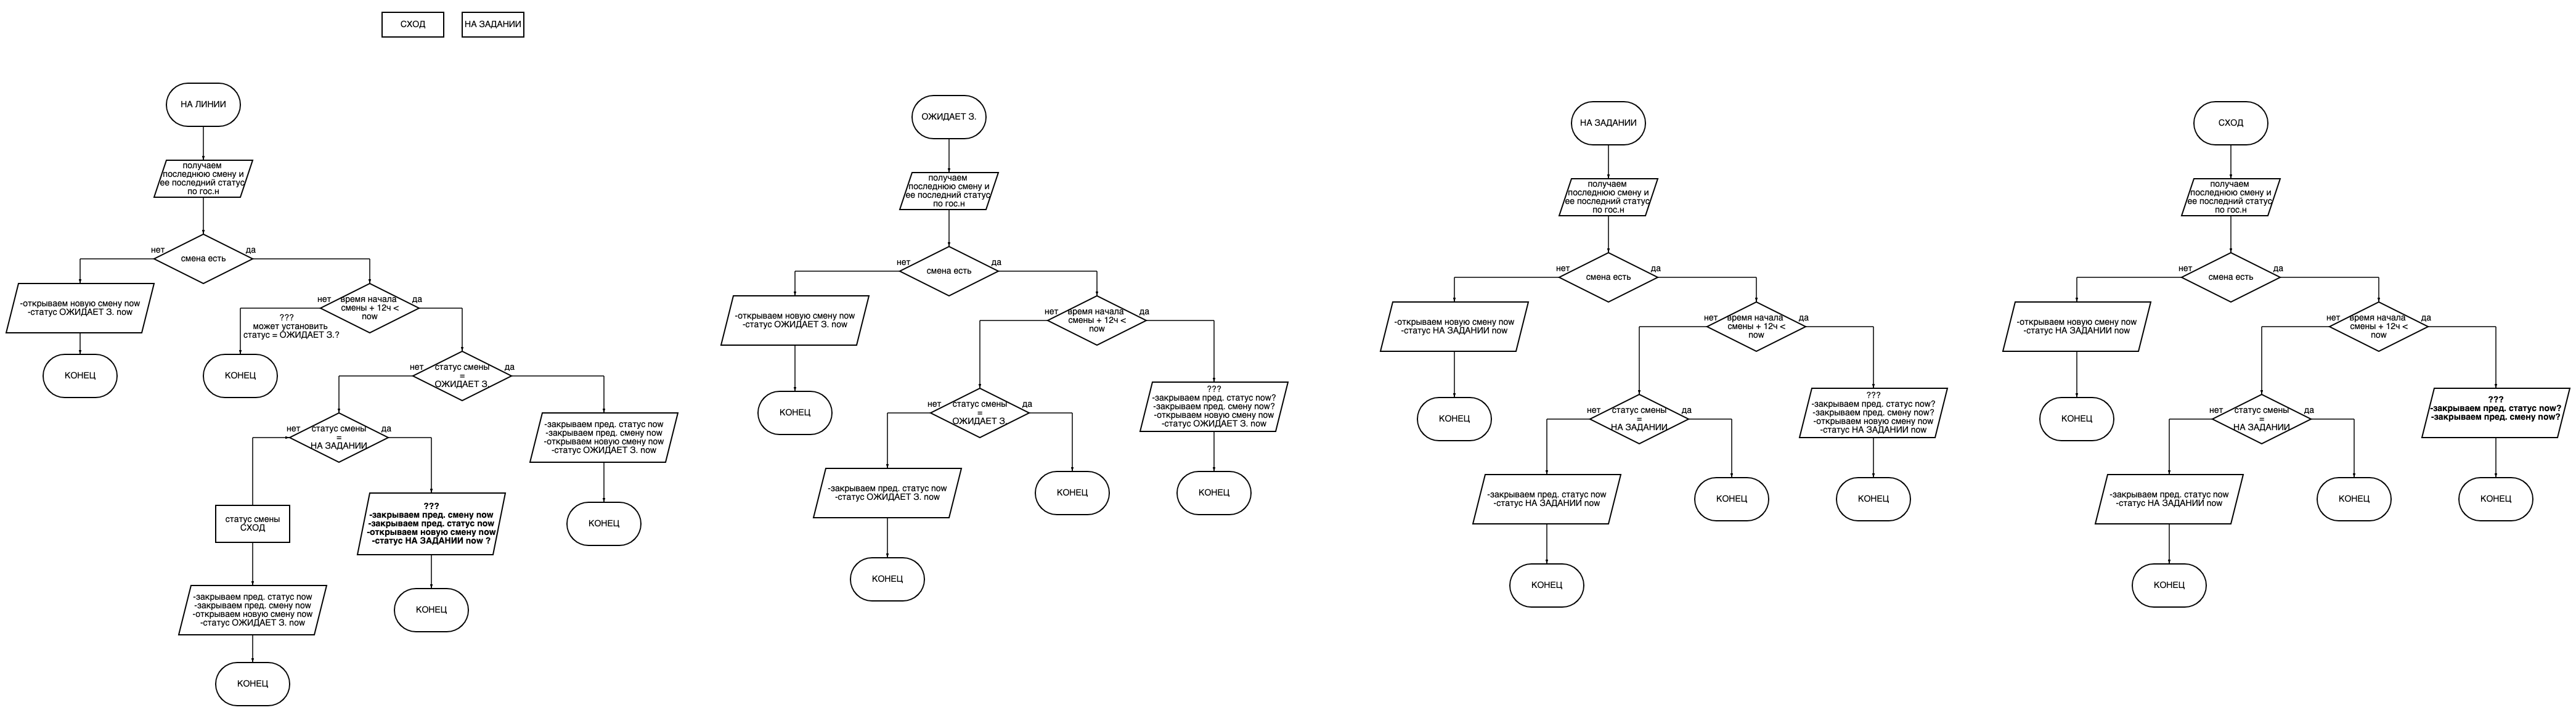 СХОД
НА ЗАДАНИИ
НА ЛИНИИ
получаем
последнюю смену и
ее последний статус
по гос.н
нет
да
смена есть
-открываем новую смену now
-статус ОЖИДАЕТ З. now
КОНЕЦ
нет
да
время начала
смены + 12ч <
now
???
может установить
статус = ОЖИДАЕТ З.?
КОНЕЦ
нет
да
статус смены
=
ОЖИДАЕТ З.
нет
да
статус смены
=
НА ЗАДАНИИ
-закрываем пред. статус now
-закрываем пред. смену now
-открываем новую смену now
-статус ОЖИДАЕТ З. now
КОНЕЦ
статус смены
СХОД
???
-закрываем пред. смену now
-закрываем пред. статус now
-открываем новую смену now
-статус НА ЗАДАНИИ now ?
КОНЕЦ
-закрываем пред. статус now
-закрываем пред. смену now
-открываем новую смену now
-статус ОЖИДАЕТ З. now
КОНЕЦ
ОЖИДАЕТ З.
получаем
последнюю смену и
ее последний статус
по гос.н
нет
да
смена есть
-открываем новую смену now
-статус ОЖИДАЕТ З. now
КОНЕЦ
нет
да
время начала
смены + 12ч <
now
нет
да
статус смены
=
ОЖИДАЕТ З.
???
-закрываем пред. статус now?
-закрываем пред. смену now?
-открываем новую смену now
-статус ОЖИДАЕТ З. now
КОНЕЦ
КОНЕЦ
-закрываем пред. статус now
-статус ОЖИДАЕТ З. now
КОНЕЦ
НА ЗАДАНИИ
получаем
последнюю смену и
ее последний статус
по гос.н
нет
да
смена есть
-открываем новую смену now
-статус НА ЗАДАНИИ now
КОНЕЦ
нет
да
время начала
смены + 12ч <
now
нет
да
статус смены
=
НА ЗАДАНИИ
???
-закрываем пред. статус now?
-закрываем пред. смену now?
-открываем новую смену now
-статус НА ЗАДАНИИ now
КОНЕЦ
КОНЕЦ
-закрываем пред. статус now
-статус НА ЗАДАНИИ now
КОНЕЦ
СХОД
получаем
последнюю смену и
ее последний статус
по гос.н
нет
да
смена есть
-открываем новую смену now
-статус НА ЗАДАНИИ now
КОНЕЦ
нет
да
время начала
смены + 12ч <
now
нет
да
статус смены
=
НА ЗАДАНИИ
???
-закрываем пред. статус now?
-закрываем пред. смену now?
КОНЕЦ
КОНЕЦ
-закрываем пред. статус now
-статус НА ЗАДАНИИ now
КОНЕЦ